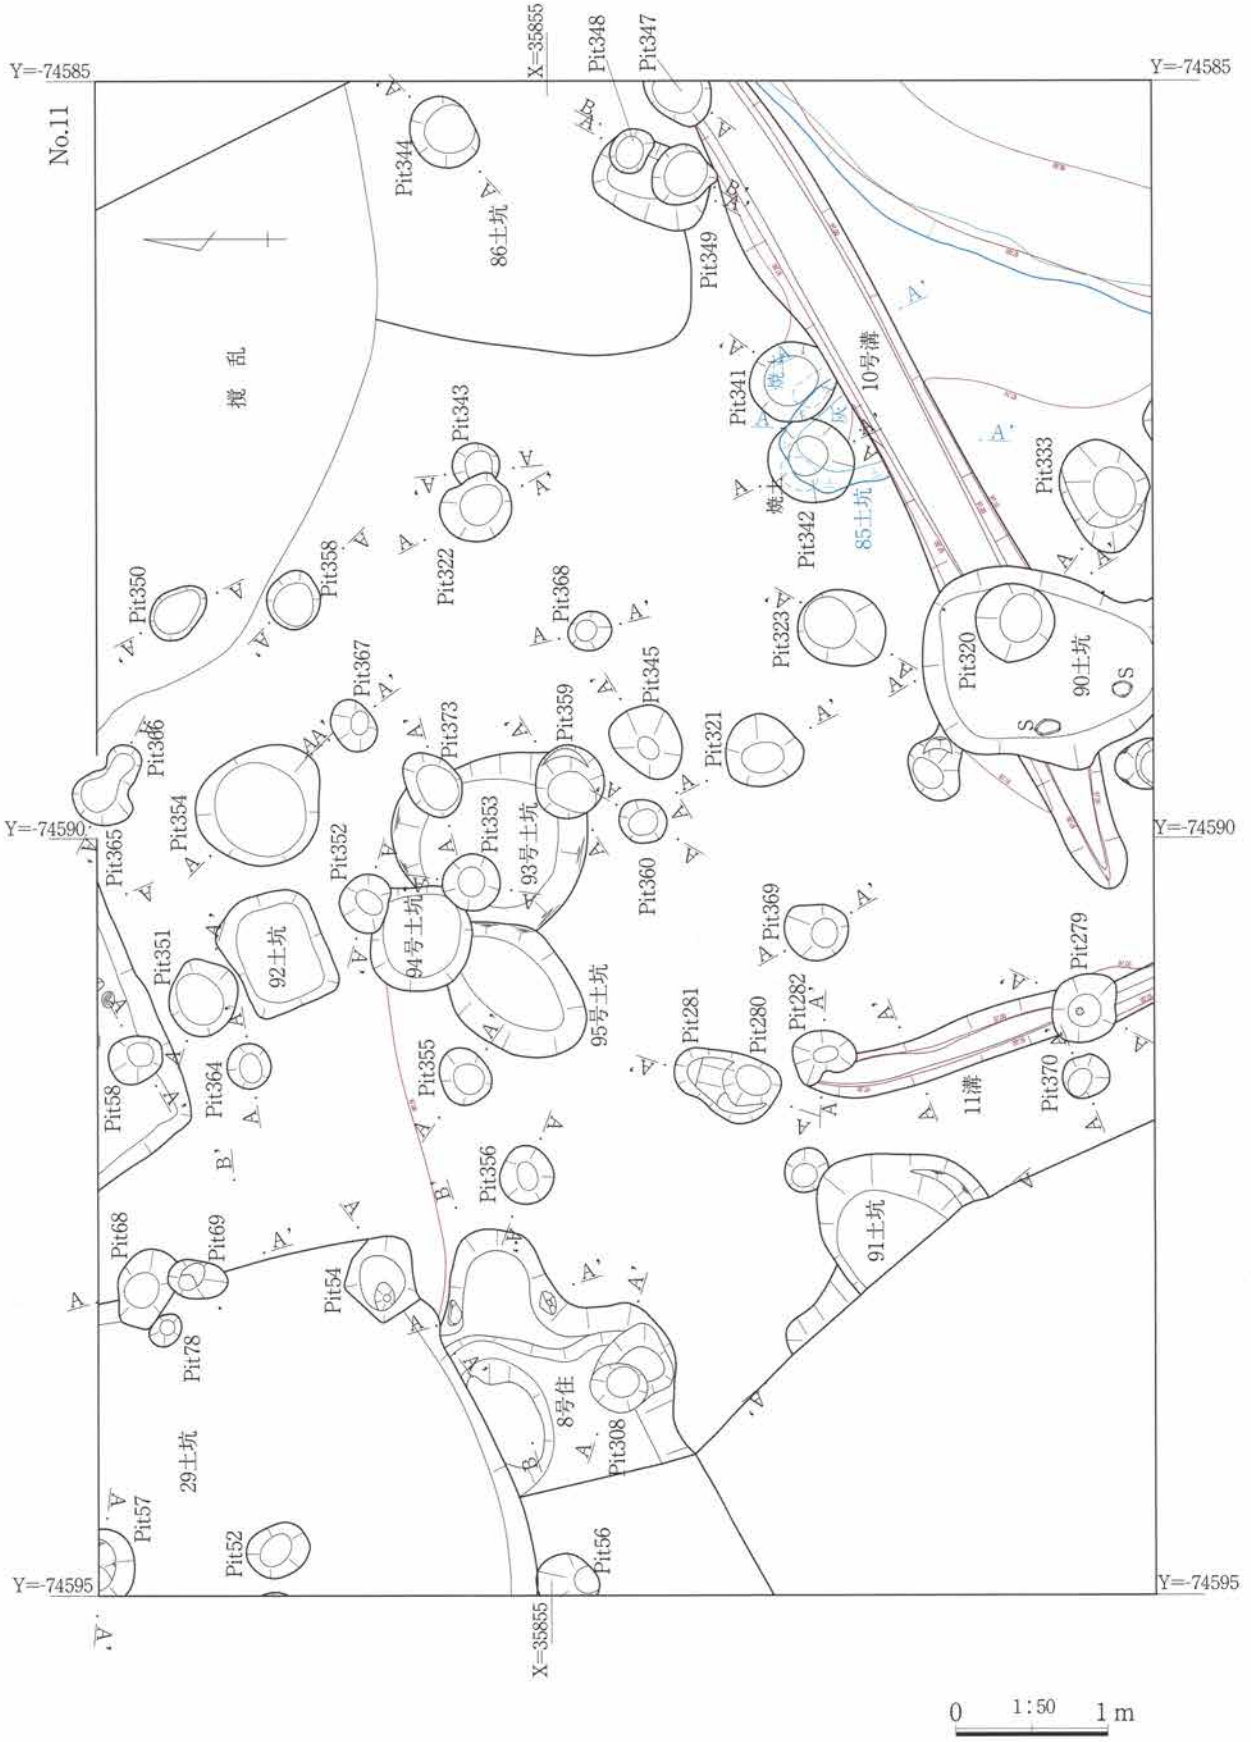 No.11
Y=-74585
X=35855
Pit348
Pit347
Y=-74585
A'
Pit344
A
86土坑
B
A
A
B'
A'
Pit349
撹 乱
A'
10号溝
A'
Pit341
焼土
A
灰
A'
Pit343
A'
A
A'
A
焼土
Pit342
85土坑
Pit333
A
A'
Pit322
A
A
Pit358
A'
Pit350
A
A'
Pit368
A
A'
Pit323
A'
A
A
Pit320
90土坑
S
S
Pit367
A'
A'
A
Pit373
A'
Pit359
A'
Pit345
A'
Pit321
A'
A
Pit366
Pit365
Pit354
A
Y=-74590
Y=-74590
Pit352
A
A'
Pit353
A
93号土坑
A
Pit360
A
A'
94号土坑
95号土坑
Pit369
A
A'
Pit351
A'
92土坑
Pit279
A'
A
Pit281
A'
Pit280
A
Pit282
A'
A
Pit58
A
A'
Pit364
A
A'
Pit355
A
A'
11溝
A'
A
Pit370
A
Pit356
A
B'
B'
91土坑
A
A'
Pit68
A
Pit69
A'
Pit54
A
A
Pit78
8号住
A'
A'
A'
B
A
Pit308
29土坑
Pit57
A
A'
Pit52
Pit56
Y=-74595
X=35855
Y=-74595
0
1:50
1 m